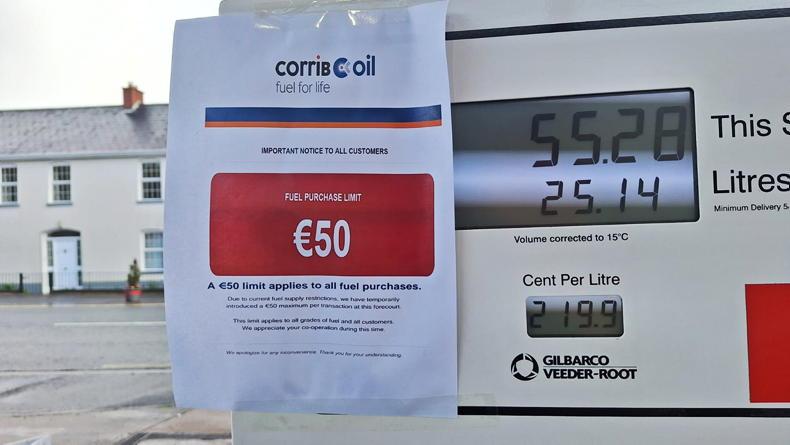 corrib oil
fuel for life
IMPORTANT NOTICE TO ALL CUSTOMERS
FUEL PURCHASE LIMIT
€50
A €50 limit applies to all fuel purchases.
Due to current fuel supply restrictions, we have temporarily
introduced a €50 maximum per transaction at this forecourt.
This limit applies to all grades of fuel and all customers.
We appreciate your co-operation during this time.
We apologize for any inconvenience. Thank you for your understanding.
55.28
This S
25.14
Litres
Minimum Delivery 5
Volume corrected to 15°C
Cent Per Litre
219.9
GILBARCO
VEEDER-ROOT